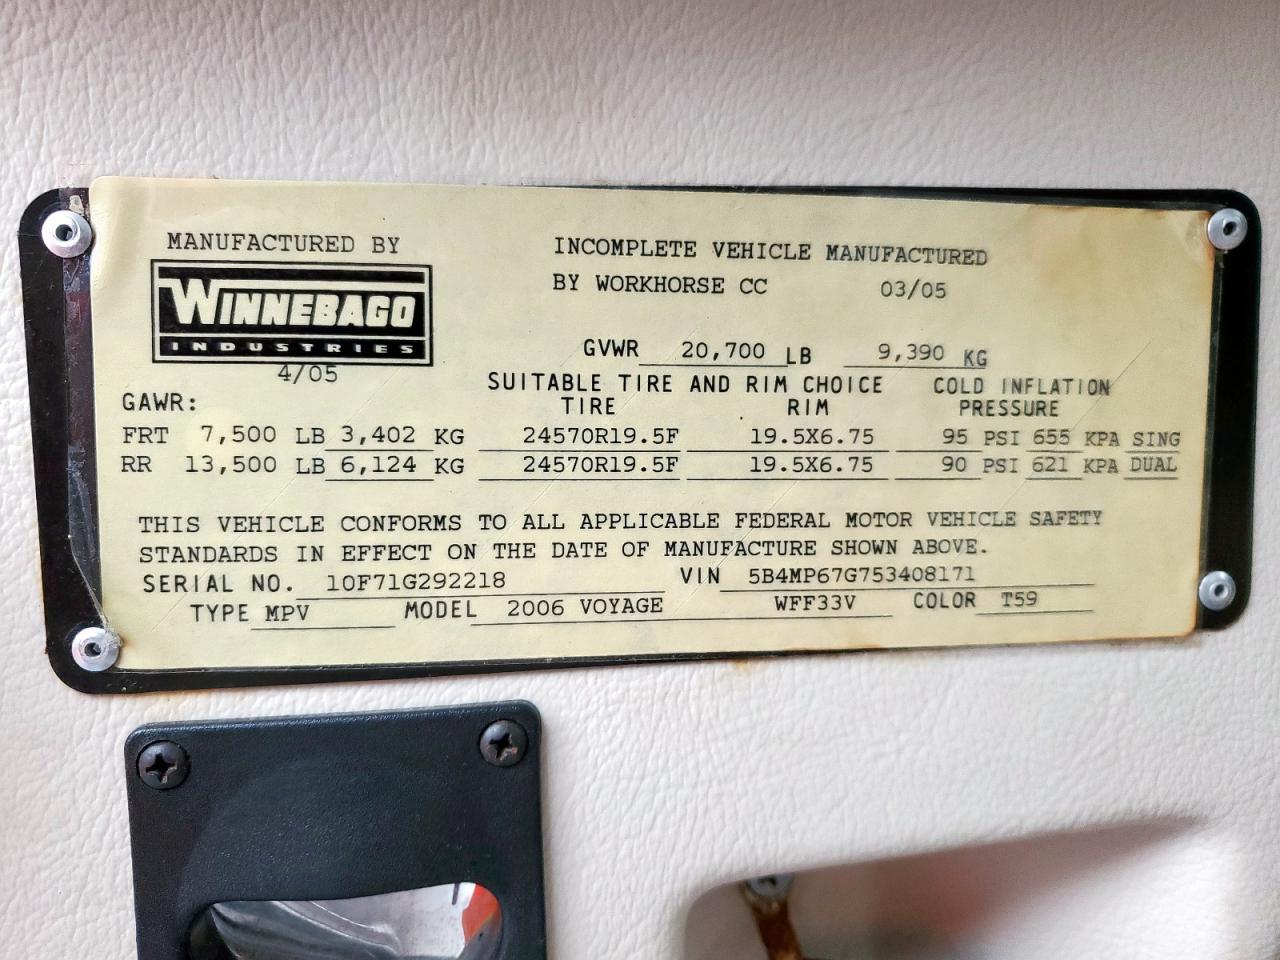 MANUFACTURED BY
WINNEBAGO
INDUSTRIES
4/05
INCOMPLETE VEHICLE MANUFACTURED
BY WORKHORSE CC 03/05
GVWR 20,700 LB 9,390 KG
SUITABLE TIRE AND RIM CHOICE COLD INFLATION
GAWR: TIRE RIM PRESSURE
FRT 7,500 LB 3,402 KG 24570R19.5F 19.5X6.75 95 PSI 655 KPA SING
RR 13,500 LB 6,124 KG 24570R19.5F 19.5X6.75 90 PSI 621 KPA DUAL
THIS VEHICLE CONFORMS TO ALL APPLICABLE FEDERAL MOTOR VEHICLE SAFETY
STANDARDS IN EFFECT ON THE DATE OF MANUFACTURE SHOWN ABOVE.
SERIAL NO. 10F71G292218 VIN 5B4MP67G753408171
TYPE MPV MODEL 2006 VOYAGE WFF33V COLOR T59